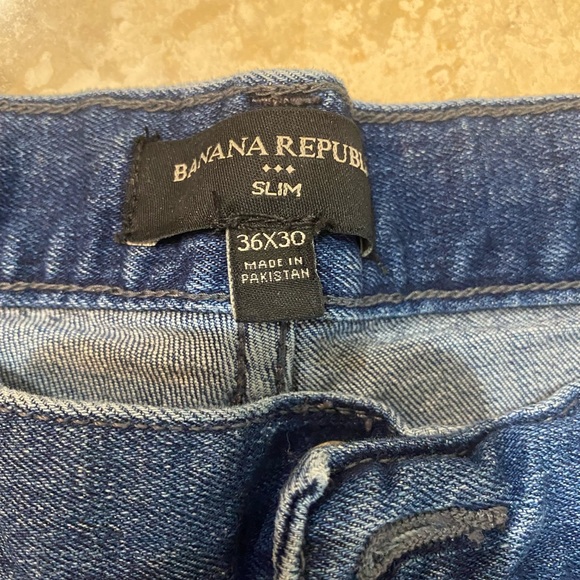 BANANA REPUBL
SLIM
36X30
MADE IN
PAKISTAN